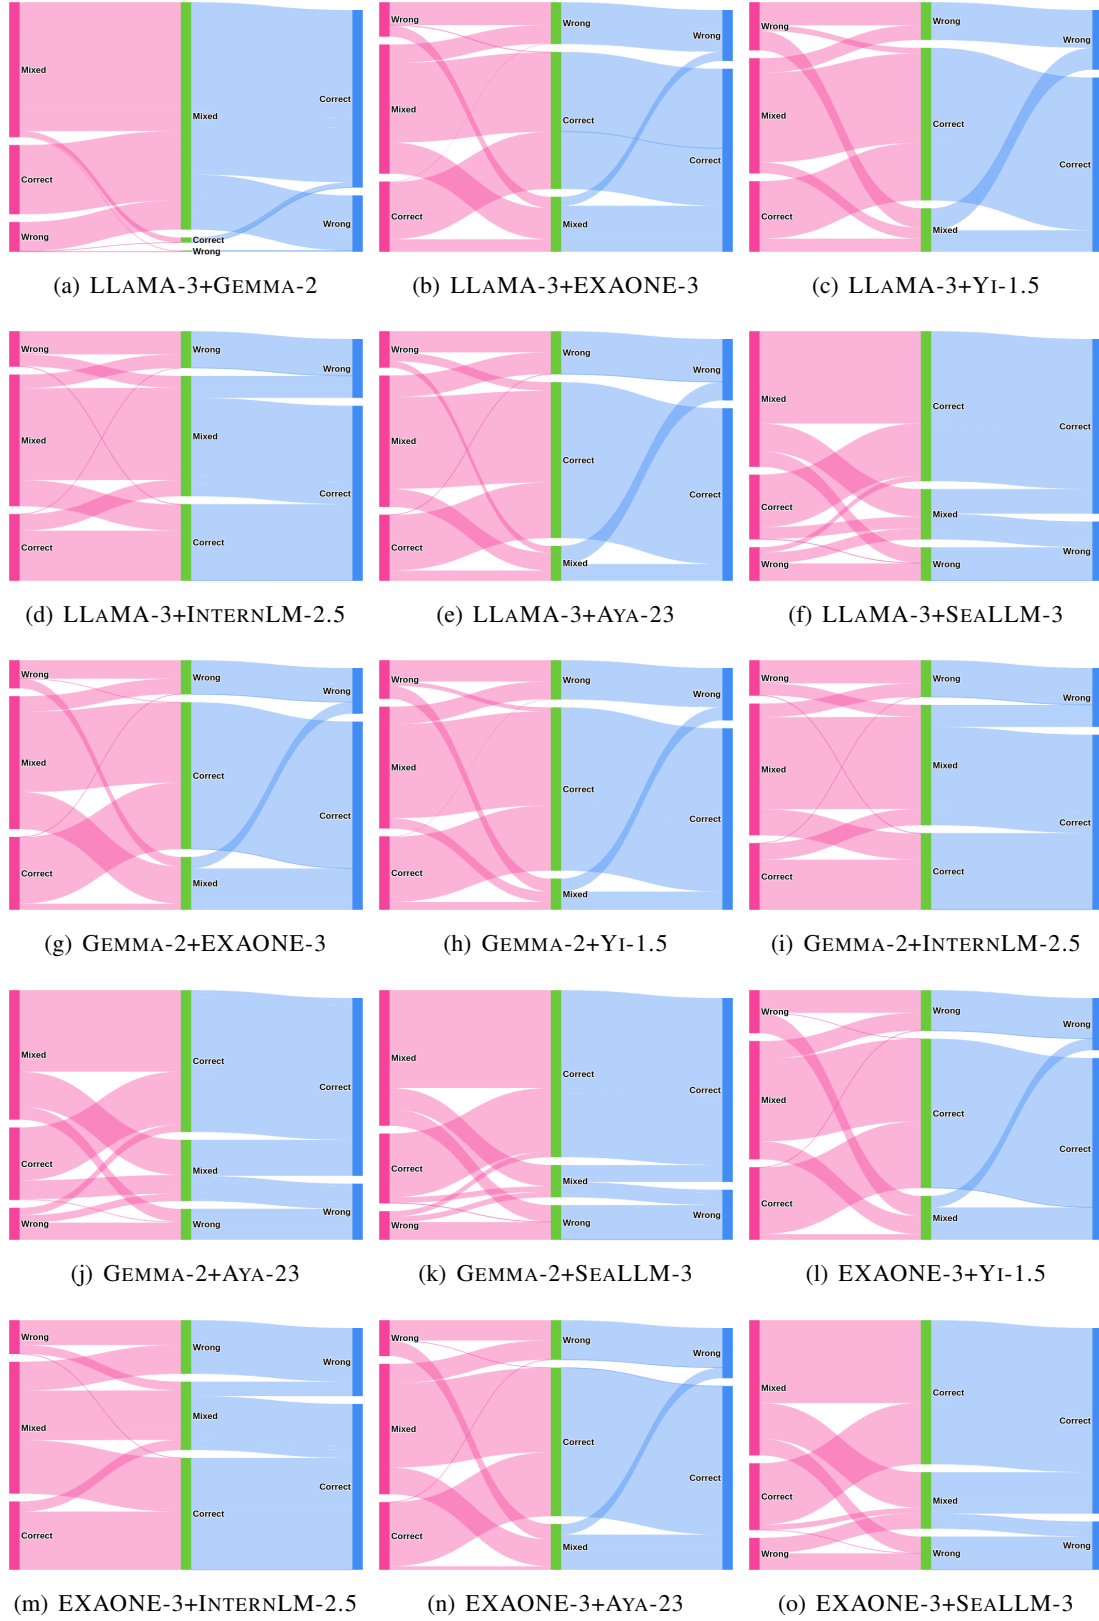 Mixed
Correct
Wrong
Mixed
Correct
Wrong
Correct
Wrong
(a) LLAMA-3+GEMMA-2
Wrong
Mixed
Correct
Wrong
Correct
Mixed
Wrong
Correct
(b) LLAMA-3+EXAONE-3
Wrong
Mixed
Correct
Wrong
Correct
Mixed
Wrong
Correct
(c) LLAMA-3+YI-1.5
Wrong
Mixed
Correct
Wrong
Mixed
Correct
Wrong
Correct
(d) LLAMA-3+INTERNLM-2.5
Wrong
Mixed
Correct
Wrong
Correct
Mixed
Wrong
Correct
(e) LLAMA-3+AYA-23
Mixed
Correct
Wrong
Correct
Mixed
Wrong
Correct
Wrong
(f) LLAMA-3+SEALLM-3
Wrong
Mixed
Correct
Wrong
Correct
Mixed
Wrong
Correct
(g) GEMMA-2+EXAONE-3
Wrong
Mixed
Correct
Wrong
Correct
Mixed
Wrong
Correct
(h) GEMMA-2+YI-1.5
Wrong
Mixed
Correct
Wrong
Mixed
Correct
Wrong
Correct
(i) GEMMA-2+INTERNLM-2.5
Mixed
Correct
Wrong
Correct
Mixed
Wrong
Correct
Wrong
(j) GEMMA-2+AYA-23
Mixed
Correct
Wrong
Correct
Mixed
Wrong
Correct
Wrong
(k) GEMMA-2+SEALLM-3
Wrong
Mixed
Correct
Wrong
Correct
Mixed
Wrong
Correct
(l) EXAONE-3+YI-1.5
Wrong
Mixed
Correct
Wrong
Mixed
Correct
Wrong
Correct
(m) EXAONE-3+INTERNLM-2.5
Wrong
Mixed
Correct
Wrong
Correct
Mixed
Wrong
Correct
(n) EXAONE-3+AYA-23
Mixed
Correct
Wrong
Correct
Mixed
Wrong
Correct
Wrong
(o) EXAONE-3+SEALLM-3